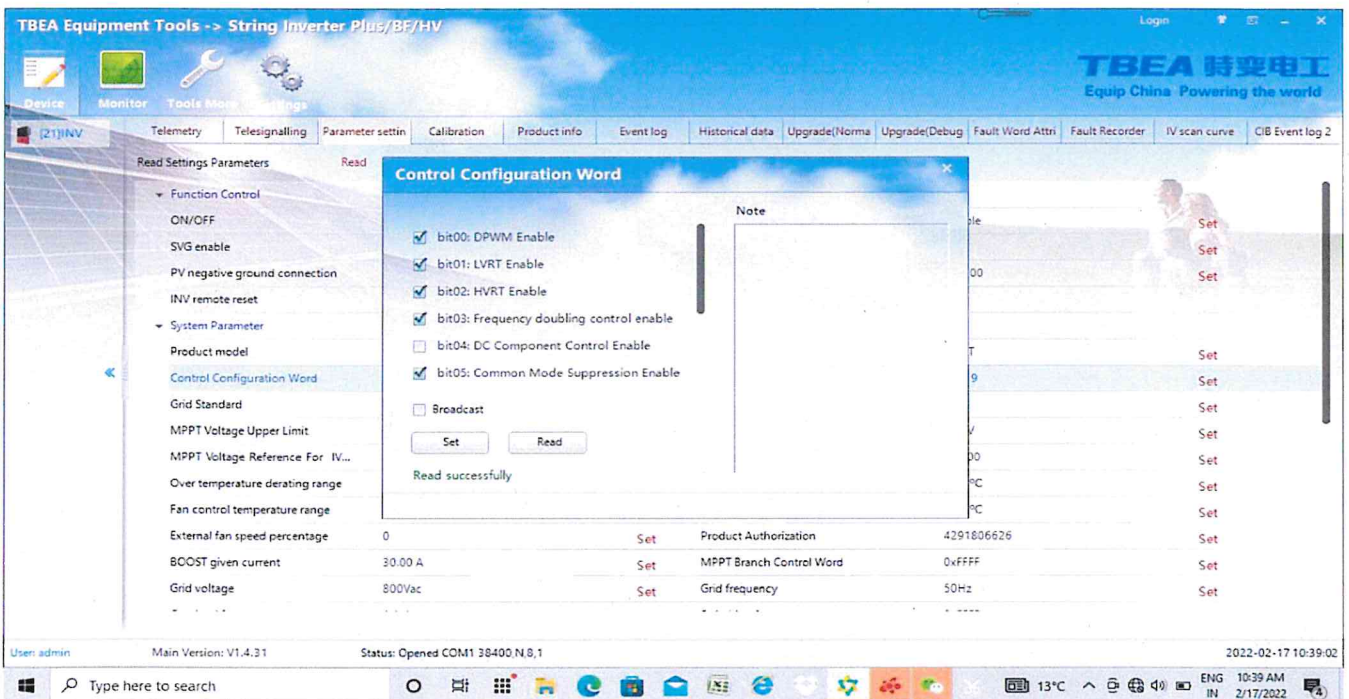 TBEA Equipment Tools -> String Inverter Plus/BF/HV
Login
Device
Monitor
TBEA 特变电工
Equip China Powering the world
[21]INV
Telemetry
Telesignalling
Parameter settin
Calibration
Product info
Event log
Historical data
Upgrade(Norma
Upgrade(Debug
Fault Word Attri
Fault Recorder
IV scan curve
CIB Event log 2
Read Settings Parameters
Read
Function Control
ON/OFF
Set
SVG enable
Set
PV negative ground connection
00
Set
INV remote reset
System Parameter
Product model
T
Set
Control Configuration Word
9
Set
Grid Standard
Set
MPPT Voltage Upper Limit
V
Set
MPPT Voltage Reference For IV...
00
Set
Over temperature derating range
°C
Set
Fan control temperature range
°C
Set
External fan speed percentage
0
Set
Product Authorization
4291806626
Set
BOOST given current
30.00 A
Set
MPPT Branch Control Word
0xFFFF
Set
Grid voltage
800Vac
Set
Grid frequency
50Hz
Set
Control Configuration Word
Note
bit00: DPWM Enable
bit01: LVRT Enable
bit02: HVRT Enable
bit03: Frequency doubling control enable
bit04: DC Component Control Enable
bit05: Common Mode Suppression Enable
Broadcast
Set
Read
Read successfully
User: admin
Main Version: V1.4.31
Status: Opened COM1 38400,N,8,1
2022-02-17 10:39:02
Type here to search
13°C
ENG
IN
10:39 AM
2/17/2022